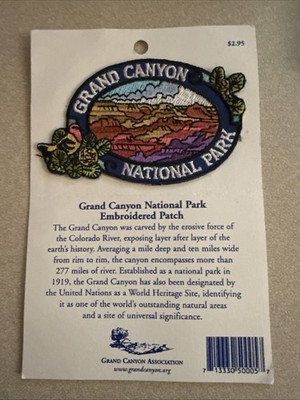 $2.95
GRAND CANYON
NATIONAL PARK
Grand Canyon National Park
Embroidered Patch
The Grand Canyon was carved by the erosive force of
the Colorado River, exposing layer after layer of the
earth's history. Averaging a mile deep and ten miles wide
from rim to rim, the canyon encompasses more than
277 miles of river. Established as a national park in
1919, the Grand Canyon has also been designated by
the United Nations as a World Heritage Site, identifying
it as one of the world's outstanding natural areas
and a site of universal significance.
GRAND CANYON ASSOCIATION
www.grandcanyon.org
7 13330 50005 7